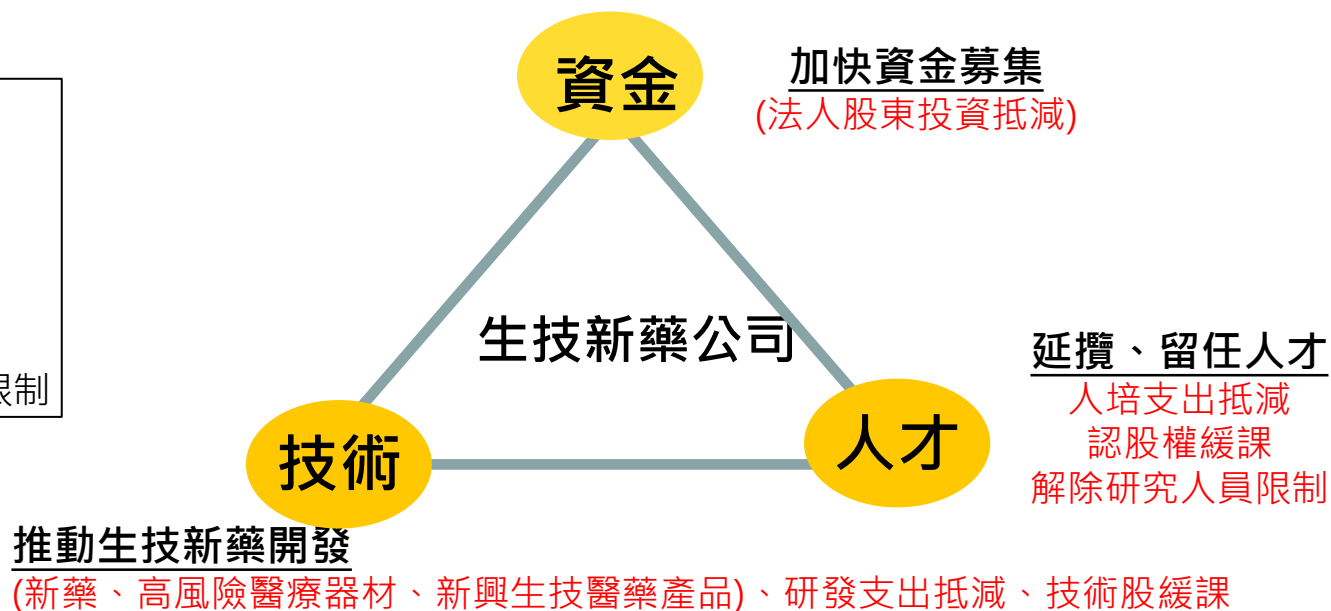 資金
加快資金募集
(法人股東投資抵減)
生技新藥公司
限制
技術
人才
延攬、留任人才
人培支出抵減
認股權緩課
解除研究人員限制
推動生技新藥開發
(新藥、高風險醫療器材、新興生技醫藥產品)、研發支出抵減、技術股緩課